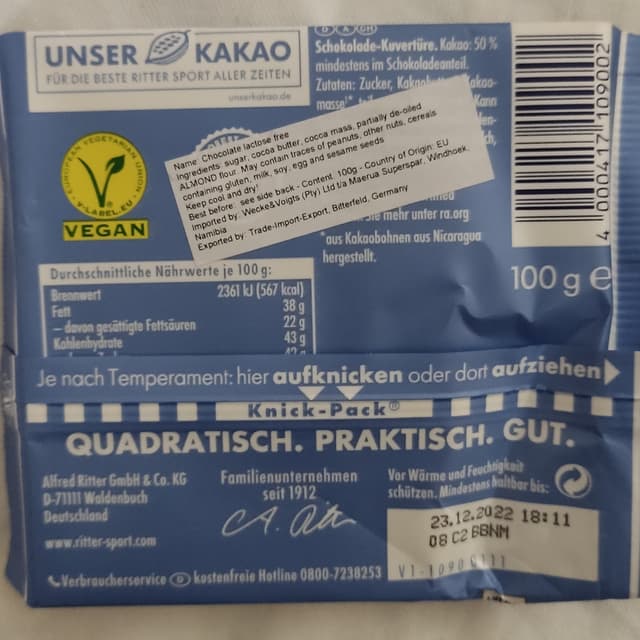 UNSER KAKAO
FÜR DIE BESTE RITTER SPORT ALLER ZEITEN
unserkakao.de
Schokolade-Kuvertüre. Kakao: 50 %
mindestens im Schokoladeanteil.
Zutaten: Zucker,
masse
Kann
EUROPEAN VEGETARIAN UNION
V-LABEL.EU
VEGAN
Name: Chocolate lactose free
Ingredients: sugar, cocoa butter, cocoa mass, partially de-oiled
ALMOND flour. May contain traces of peanuts, other nuts, cereals
containing gluten, milk, soy, egg and sesame seeds
Keep cool and dry!
Best before: see side back - Content. 100g - Country of Origin: EU
Imported by: Wecke&Voigts (Pty) Ltd t/a Maerua Superspar, Windhoek,
Namibia
Exported by: Trade-Import-Export, Bitterfeld, Germany
mehr unter ra.org
*aus Kakaobohnen aus Nicaragua
hergestellt.
4 000417 109002
100 g e
Durchschnittliche Nährwerte je 100 g:
Brennwert 2361 kJ (567 kcal)
Fett 38 g
– davon gesättigte Fettsäuren 22 g
Kohlenhydrate 43 g
Je nach Temperament: hier aufknicken oder dort aufziehen
Knick-Pack®
QUADRATISCH. PRAKTISCH. GUT.
Alfred Ritter GmbH & Co. KG
D-71111 Waldenbuch
Deutschland
www.ritter-sport.com
Familienunternehmen
seit 1912
Vor Wärme und Feuchtigkeit
schützen. Mindestens haltbar bis:
23.12.2022 18:11
08 C2 BBNM
Verbraucherservice D kostenfreie Hotline 0800-7238253